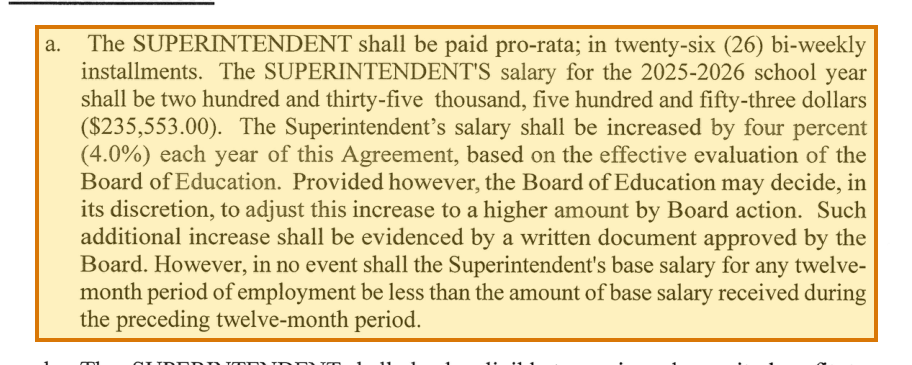 a. The SUPERINTENDENT shall be paid pro-rata; in twenty-six (26) bi-weekly
installments. The SUPERINTENDENT'S salary for the 2025-2026 school year
shall be two hundred and thirty-five thousand, five hundred and fifty-three dollars
($235,553.00). The Superintendent's salary shall be increased by four percent
(4.0%) each year of this Agreement, based on the effective evaluation of the
Board of Education. Provided however, the Board of Education may decide, in
its discretion, to adjust this increase to a higher amount by Board action. Such
additional increase shall be evidenced by a written document approved by the
Board. However, in no event shall the Superintendent's base salary for any twelve-
month period of employment be less than the amount of base salary received during
the preceding twelve-month period.